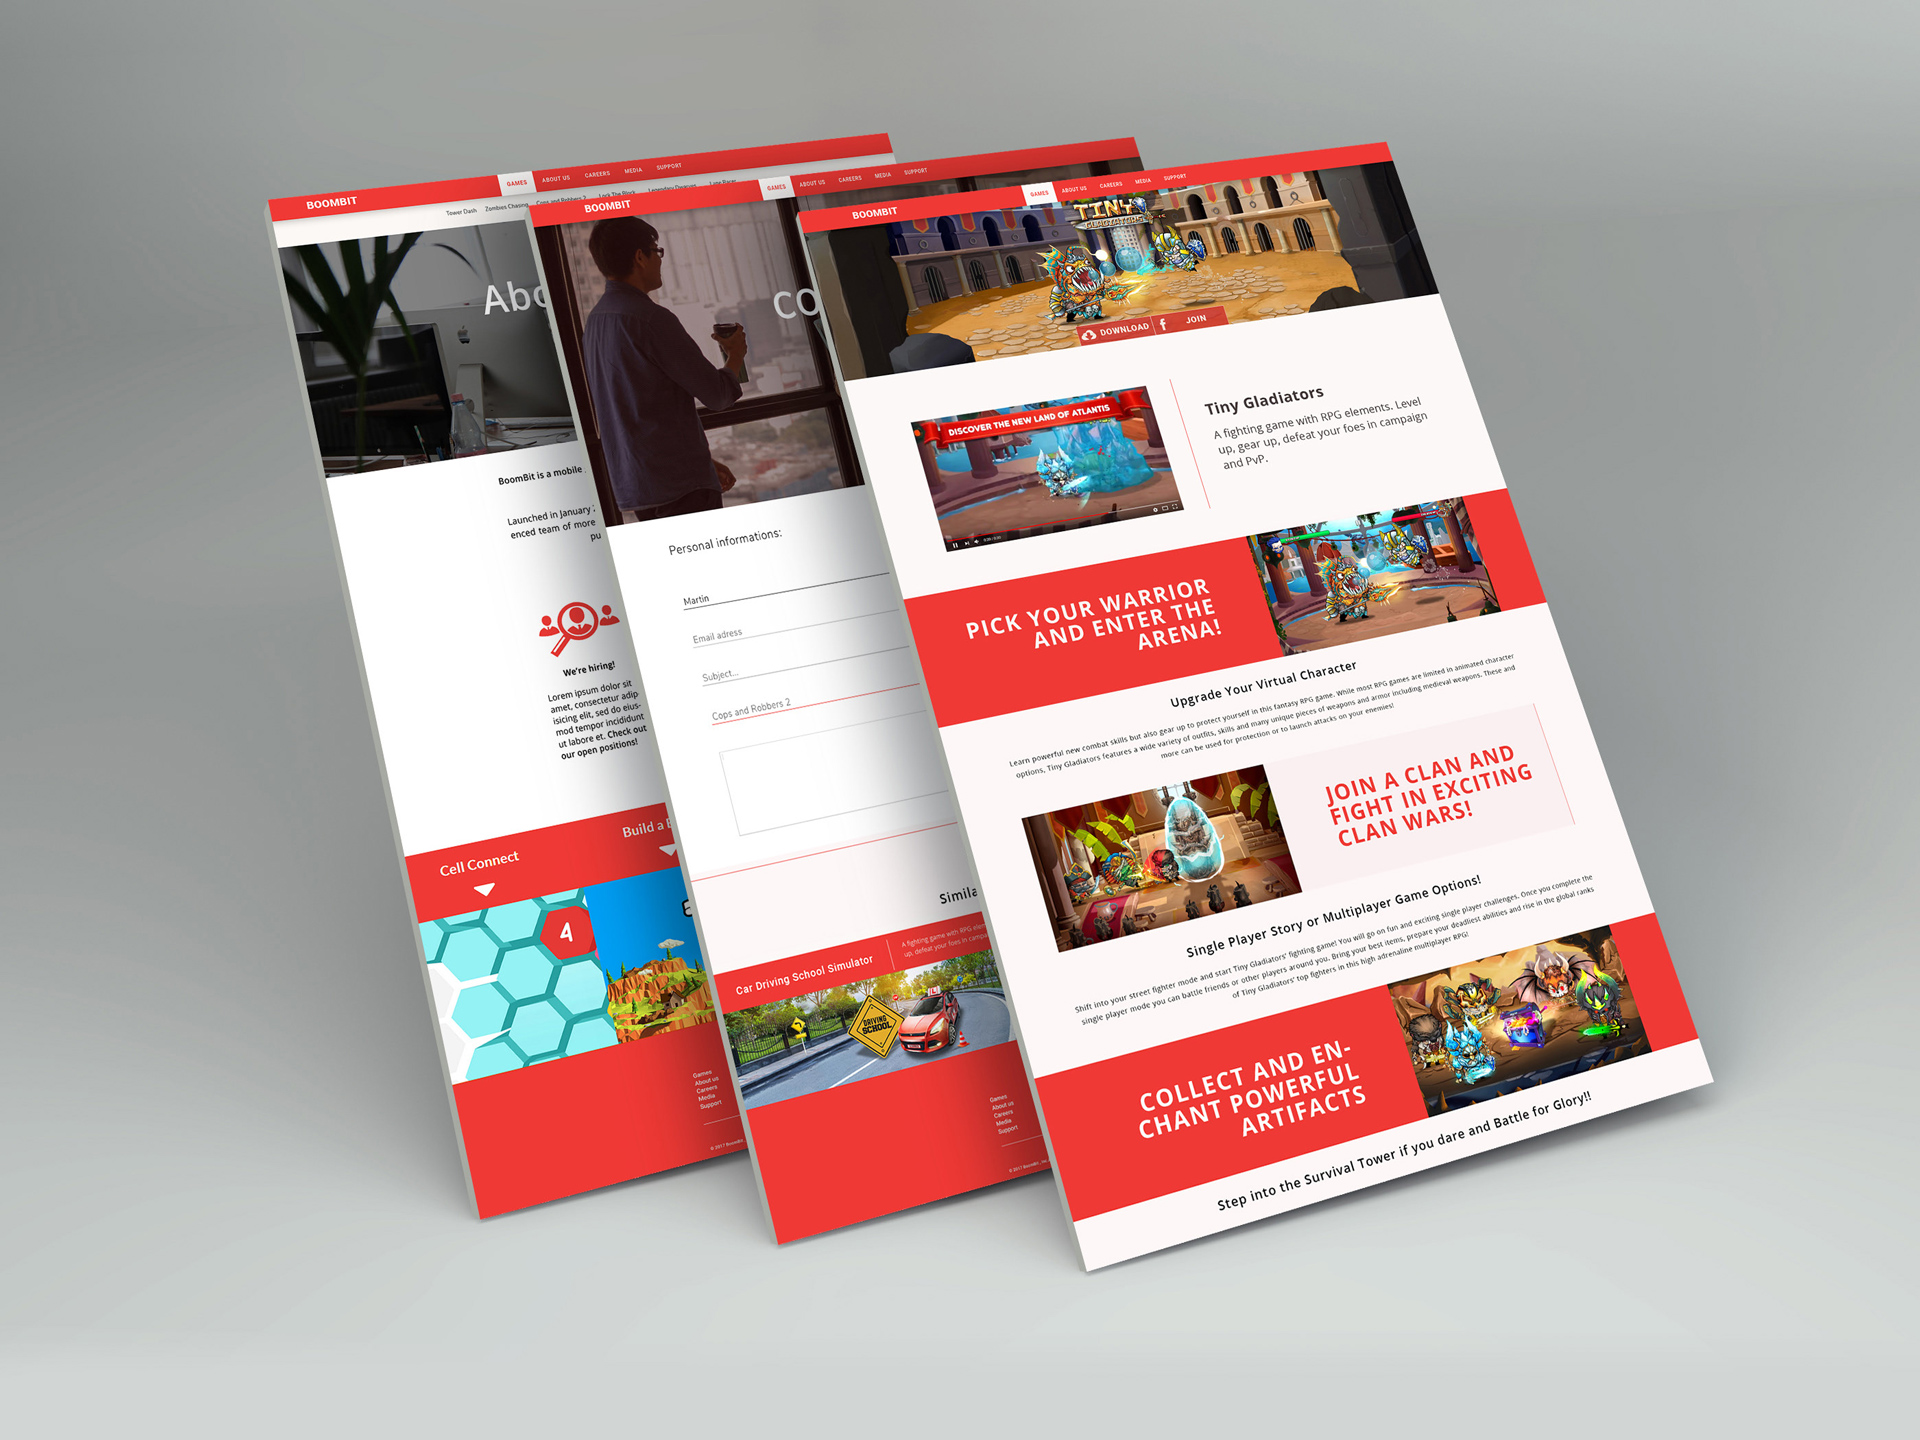 BOOMBIT
GAMES
ABOUT US
CAREERS
MEDIA
SUPPORT
Tower Dash
Zombies Chasing
Cops and Robbers 2
Lock The Block
Abo
BoomBit is a mobile
Launched in January
enced team of more
pu
We're hiring!
Lorem ipsum dolor sit
amet, consectetur adip-
isicing elit, sed do eius-
mod tempor incididunt
ut labore et. Check out
our open positions!
Cell Connect
Build a
4
Games
About us
Careers
Media
Support
BOOMBIT
GAMES
ABOUT US
CAREERS
MEDIA
SUPPORT
CO
Personal informations:
Martin
Email adress
Subject...
Cops and Robbers 2
Simila
Car Driving School Simulator
A fighting game with RPG
up, defeat your foes in
DRIVING
SCHOOL
L
Games
About us
Careers
Media
Support
BOOMBIT
GAMES
ABOUT US
CAREERS
MEDIA
SUPPORT
TINY
GLADIATORS
DOWNLOAD
JOIN
DISCOVER THE NEW LAND OF ATLANTIS
Tiny Gladiators
A fighting game with RPG elements. Level
up, gear up, defeat your foes in campaign
and PvP.
PICK YOUR WARRIOR
AND ENTER THE
ARENA!
Upgrade Your Virtual Character
Learn powerful new combat skills but also gear up to protect yourself in this fantasy RPG game. While most RPG games are limited in animated character
options, Tiny Gladiators features a wide variety of outfits, skills and many unique pieces of weapons and armor including medieval weapons. These and
more can be used for protection or to launch attacks on your enemies!
JOIN A CLAN AND
FIGHT IN EXCITING
CLAN WARS!
Single Player Story or Multiplayer Game Options!
Shift into your street fighter mode and start Tiny Gladiators' fighting game! You will go on fun and exciting single player challenges. Once you complete the
single player mode you can battle friends or other players around you. Bring your best items, prepare your deadliest abilities and rise in the global ranks
of Tiny Gladiators' top fighters in this high adrenaline multiplayer RPG!
COLLECT AND EN-
CHANT POWERFUL
ARTIFACTS
Step into the Survival Tower if you dare and Battle for Glory!!